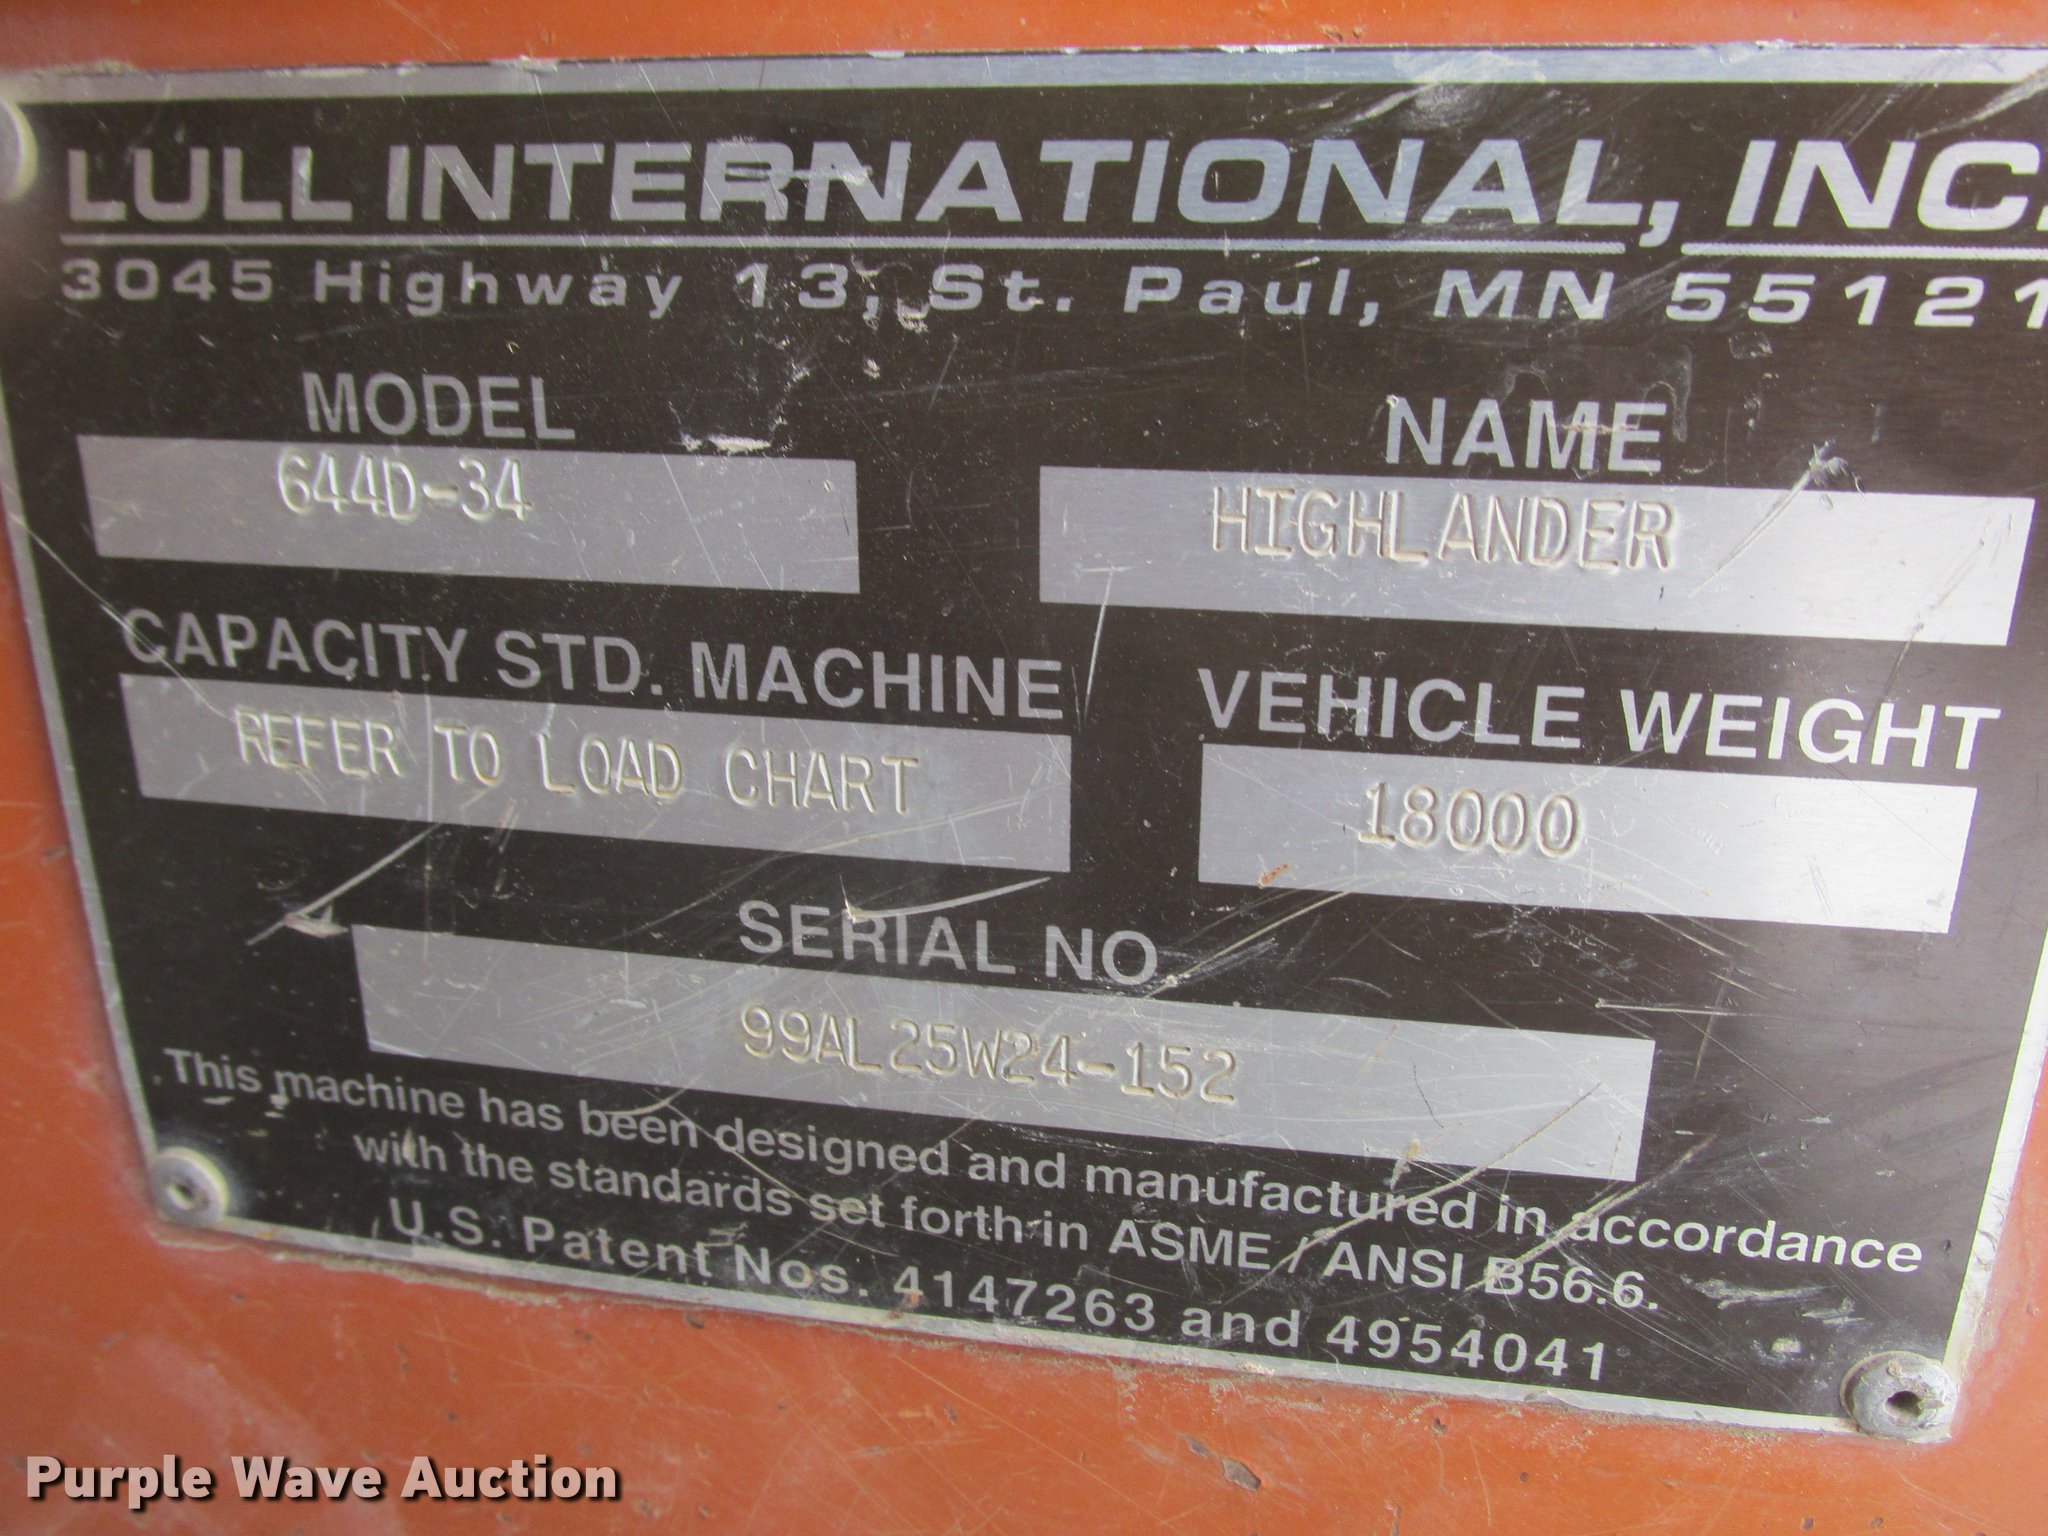 LULL INTERNATIONAL, INC.
3045 Highway 13, St. Paul, MN 55121
MODEL
644D-34
NAME
HIGHLANDER
CAPACITY STD. MACHINE
REFER TO LOAD CHART
VEHICLE WEIGHT
18000
SERIAL NO
99AL25W24-152
This machine has been designed and manufactured in accordance
with the standards set forth in ASME / ANSI B56.6.
U.S. Patent Nos. 4147263 and 4954041
Purple Wave Auction